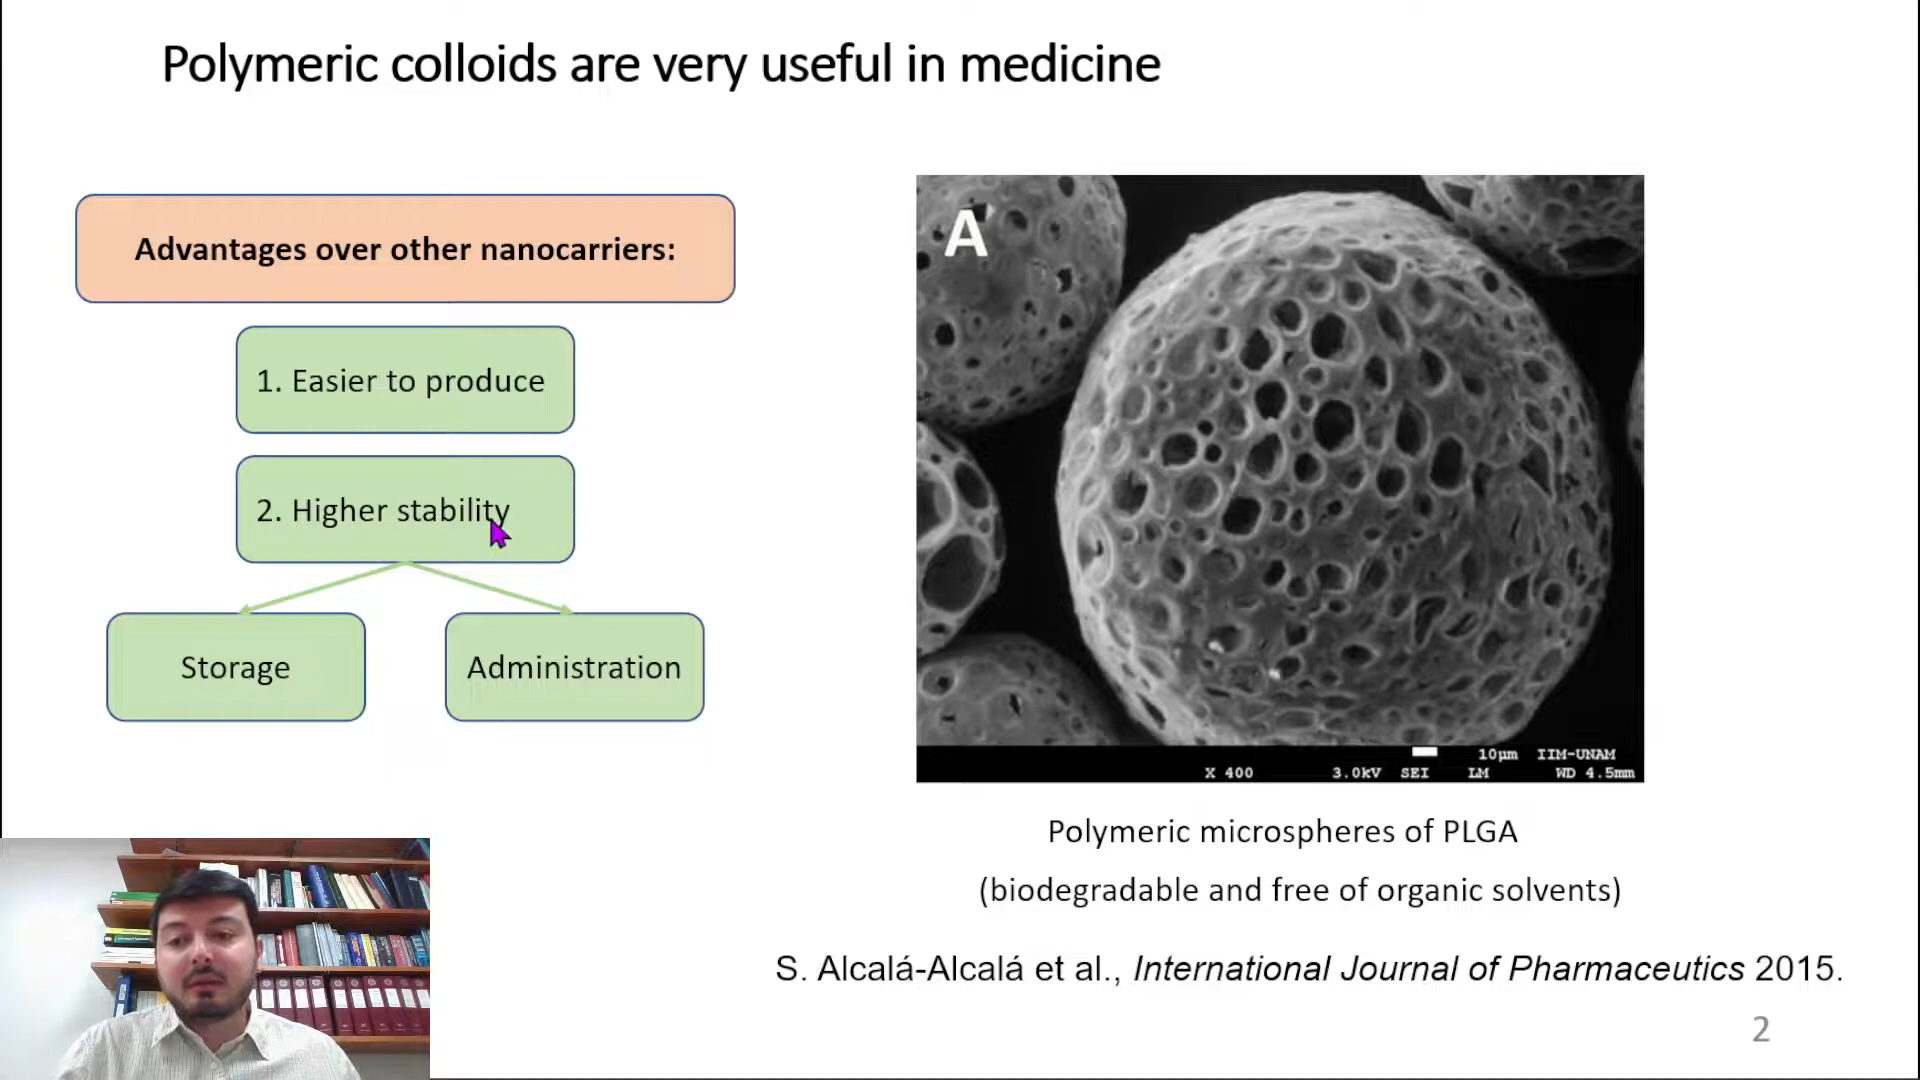 Polymeric colloids are very useful in medicine
Advantages over other nanocarriers:
1. Easier to produce
2. Higher stability
Storage
Administration
A
10µm IIM-UNAM
X 400 3.0kV SEI LM WD 4.5mm
Polymeric microspheres of PLGA
(biodegradable and free of organic solvents)
S. Alcalá-Alcalá et al., International Journal of Pharmaceutics 2015.
2